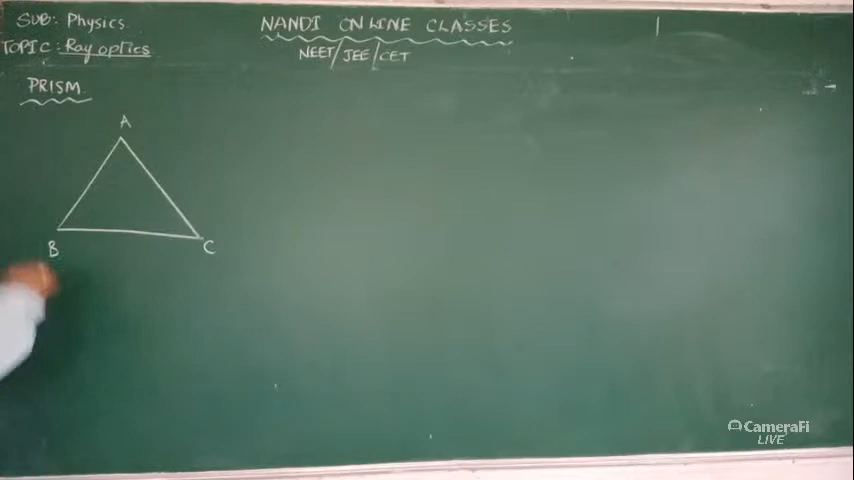 SUB: Physics.
TOPIC: Ray optics
NANDI ONLINE CLASSES
NEET/JEE/CET
PRISM.
A
B
C
CameraFi
LIVE